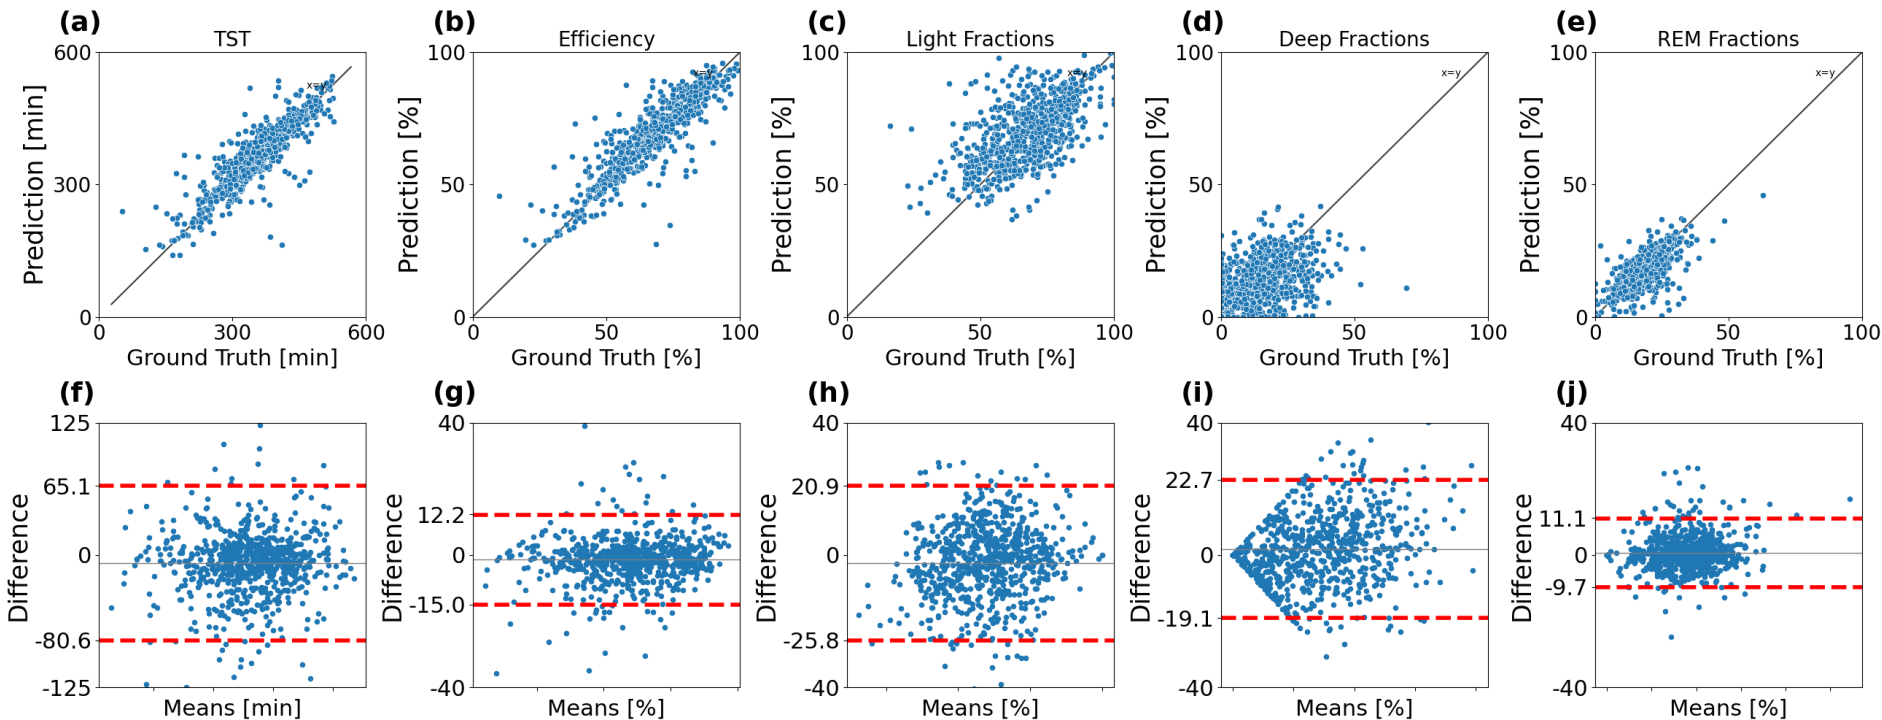 (a) (b) (c) (d) (e)
TST Efficiency Light Fractions Deep Fractions REM Fractions
600 100 100 100 100
x=y x=y x=y x=y x=y
Prediction [min] Prediction [%] Prediction [%] Prediction [%] Prediction [%]
300 50 50 50 50
0 0 0 0 0
0 300 600 0 50 100 0 50 100 0 50 100 0 50 100
Ground Truth [min] Ground Truth [%] Ground Truth [%] Ground Truth [%] Ground Truth [%]
(f) (g) (h) (i) (j)
125 40 40 40 40
65.1 12.2 20.9 22.7 11.1
Difference Difference Difference Difference Difference
0 0 0 0 0
-80.6 -15.0 -25.8 -19.1 -9.7
-125 -40 -40 -40 -40
Means [min] Means [%] Means [%] Means [%] Means [%]